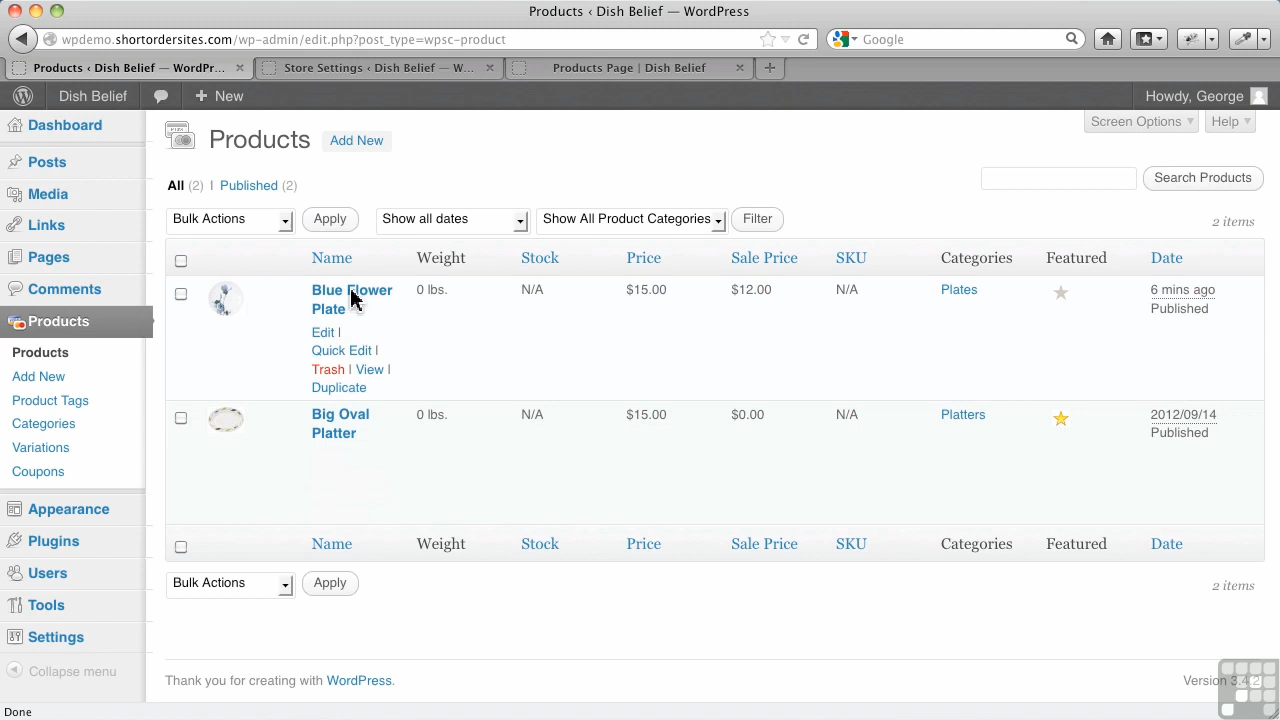 Products ‹ Dish Belief — WordPress
wpdemo.shortordersites.com/wp-admin/edit.php?post_type=wpsc-product
Google
Products ‹ Dish Belief — WordPr...
Store Settings ‹ Dish Belief — W...
Products Page | Dish Belief
Dish Belief
New
Howdy, George
Dashboard
Posts
Media
Links
Pages
Comments
Products
Products
Add New
Product Tags
Categories
Variations
Coupons
Appearance
Plugins
Users
Tools
Settings
Collapse menu
Screen Options
Help
Products
Add New
All (2) | Published (2)
Search Products
Bulk Actions
Apply
Show all dates
Show All Product Categories
Filter
2 items
Name Weight Stock Price Sale Price SKU Categories Featured Date
Blue Flower 0 lbs. N/A $15.00 $12.00 N/A Plates 6 mins ago
Plate Published
Edit |
Quick Edit |
Trash | View |
Duplicate
Big Oval 0 lbs. N/A $15.00 $0.00 N/A Platters 2012/09/14
Platter Published
Name Weight Stock Price Sale Price SKU Categories Featured Date
Bulk Actions
Apply
2 items
Thank you for creating with WordPress.
Version 3.4.2
Done